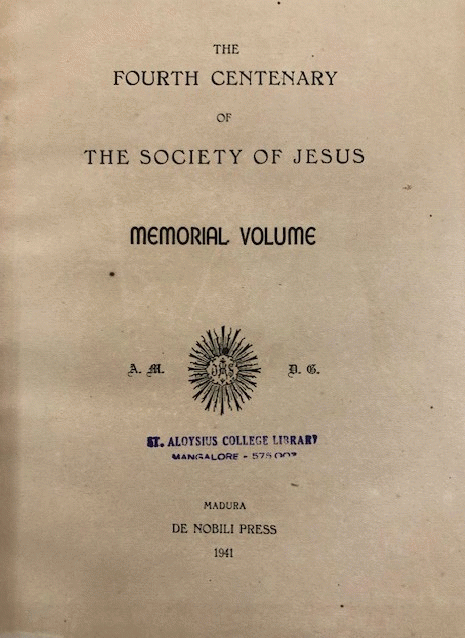 THE
FOURTH CENTENARY
OF
THE SOCIETY OF JESUS
MEMORIAL VOLUME
A. M. IHS D. G.
ST. ALOYSIUS COLLEGE LIBRARY
MANGALORE - 575 003
MADURA
DE NOBILI PRESS
1941